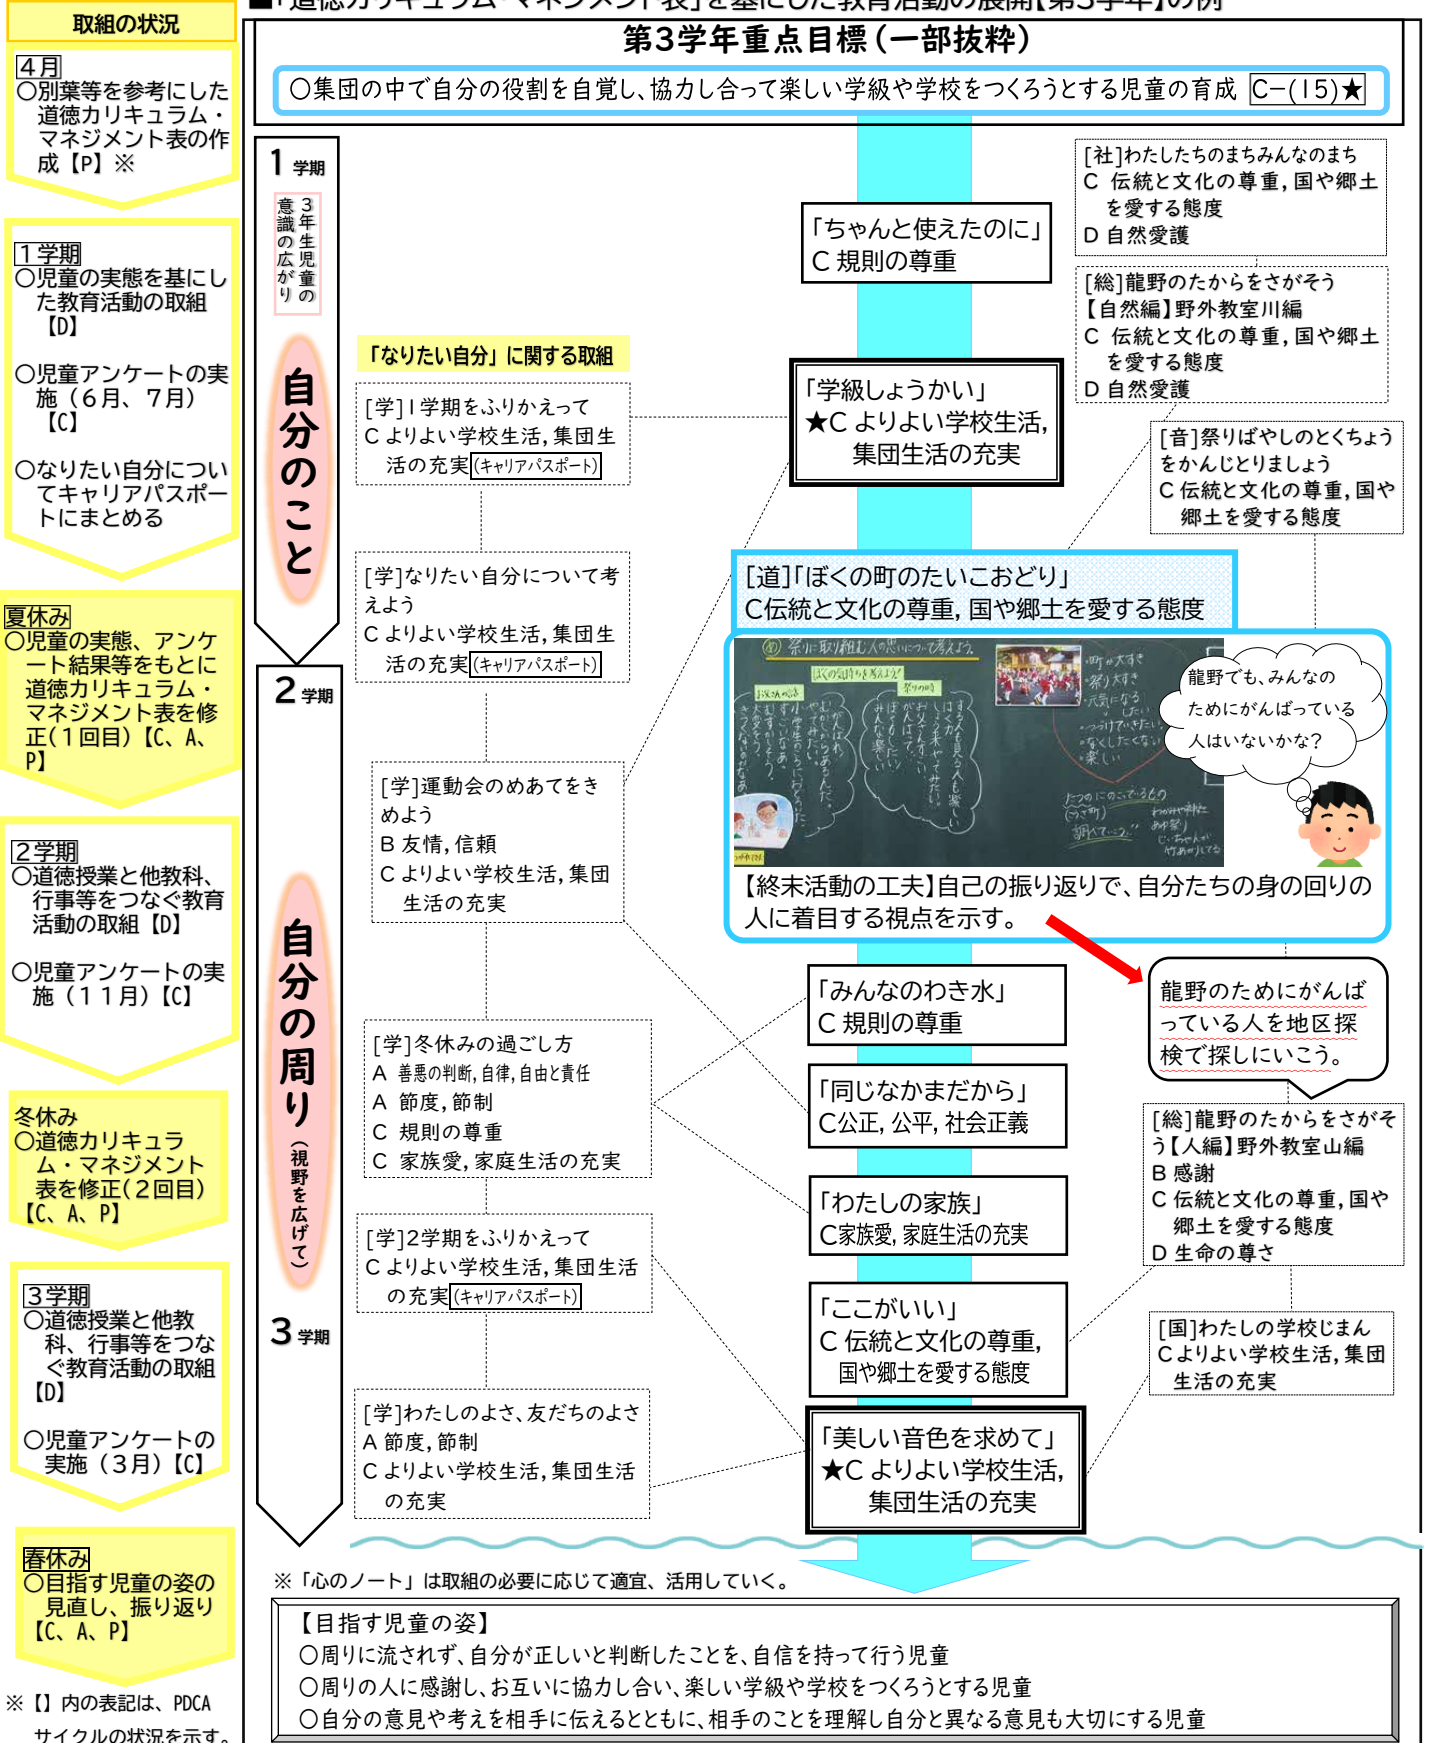 ■「道徳カリキュラム・マネジメント表」を基にした教育活動の展開【第3学年】の例
取組の状況
4月
○別葉等を参考にした
道徳カリキュラム・
マネジメント表の作
成【P】※
1学期
○児童の実態を基にし
た教育活動の取組
【D】
○児童アンケートの実
施（6月、7月）
【C】
○なりたい自分につい
てキャリアパスポー
トにまとめる
夏休み
○児童の実態、アンケ
ート結果等をもとに
道徳カリキュラム・
マネジメント表を修
正(1回目)【C、A、
P】
2学期
○道徳授業と他教科、
行事等をつなぐ教育
活動の取組【D】
○児童アンケートの実
施（11月）【C】
冬休み
○道徳カリキュラ
ム・マネジメント
表を修正(2回目)
【C、A、P】
3学期
○道徳授業と他教
科、行事等をつな
ぐ教育活動の取組
【D】
○児童アンケートの
実施（3月）【C】
春休み
○目指す児童の姿の
見直し、振り返り
【C、A、P】
※【】内の表記は、PDCA
サイクルの状況を示す。
第3学年重点目標（一部抜粋）
○集団の中で自分の役割を自覚し、協力し合って楽しい学級や学校をつくろうとする児童の育成 C-(15)★
1 学期
3年生児童の
意識の広がり
自分のこと
2 学期
自分の周り（視野を広げて）
3 学期
「なりたい自分」に関する取組
[学]1学期をふりかえって
C よりよい学校生活,集団生
活の充実(キャリアパスポート)
[学]なりたい自分について考
えよう
C よりよい学校生活,集団生
活の充実(キャリアパスポート)
[学]運動会のめあてをき
めよう
B 友情,信頼
C よりよい学校生活,集団
生活の充実
[学]冬休みの過ごし方
A 善悪の判断,自律,自由と責任
A 節度,節制
C 規則の尊重
C 家族愛,家庭生活の充実
[学]2学期をふりかえって
C よりよい学校生活,集団生活
の充実(キャリアパスポート)
[学]わたしのよさ、友だちのよさ
A 節度,節制
C よりよい学校生活,集団生活
の充実
「ちゃんと使えたのに」
C 規則の尊重
「学級しょうかい」
★C よりよい学校生活,
集団生活の充実
[道]「ぼくの町のたいこおどり」
C伝統と文化の尊重,国や郷土を愛する態度
祭りに取り組む人の思いについて考えよう。
ぼくの気持ちを考えよう!
祭りの時
・町が大すき
・祭り大すき
龍野でも、みんなの
ためにがんばっている
人はいないかな?
【終末活動の工夫】自己の振り返りで、自分たちの身の回りの
人に着目する視点を示す。
「みんなのわき水」
C 規則の尊重
「同じなかまだから」
C公正,公平,社会正義
「わたしの家族」
C家族愛,家庭生活の充実
「ここがいい」
C 伝統と文化の尊重,
国や郷土を愛する態度
「美しい音色を求めて」
★C よりよい学校生活,
集団生活の充実
[社]わたしたちのまちみんなのまち
C 伝統と文化の尊重,国や郷土
を愛する態度
D 自然愛護
[総]龍野のたからをさがそう
【自然編】野外教室川編
C 伝統と文化の尊重,国や郷土
を愛する態度
D 自然愛護
[音]祭りばやしのとくちょう
をかんじとりましょう
C 伝統と文化の尊重,国や
郷土を愛する態度
龍野のためにがんば
っている人を地区探
検で探しにいこう。
[総]龍野のたからをさがそ
う【人編】野外教室山編
B 感謝
C 伝統と文化の尊重,国や
郷土を愛する態度
D 生命の尊さ
[国]わたしの学校じまん
Cよりよい学校生活,集団
生活の充実
※「心のノート」は取組の必要に応じて適宜、活用していく。
【目指す児童の姿】
○周りに流されず、自分が正しいと判断したことを、自信を持って行う児童
○周りの人に感謝し、お互いに協力し合い、楽しい学級や学校をつくろうとする児童
○自分の意見や考えを相手に伝えるとともに、相手のことを理解し自分と異なる意見も大切にする児童